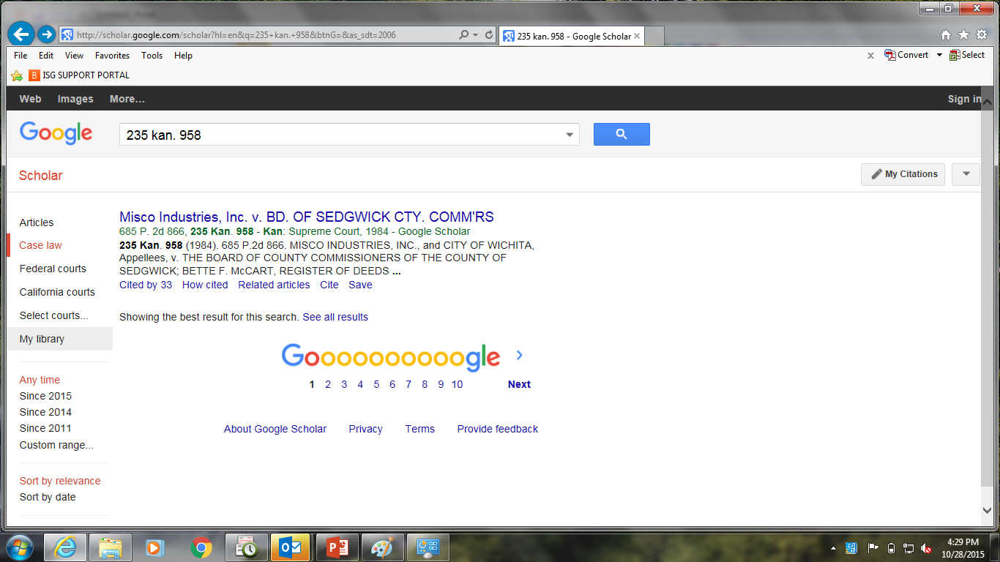 http://scholar.google.com/scholar?hl=en&q=235+kan.+958&btnG=&as_sdt=2006
235 kan. 958 - Google Scholar
File Edit View Favorites Tools Help
x Convert Select
B ISG SUPPORT PORTAL
Web Images More... Sign in
Google 235 kan. 958
Scholar My Citations
Articles
Case law
Federal courts
California courts
Select courts...
My library
Any time
Since 2015
Since 2014
Since 2011
Custom range...
Sort by relevance
Sort by date
Misco Industries, Inc. v. BD. OF SEDGWICK CTY. COMM'RS
685 P. 2d 866, 235 Kan. 958 - Kan: Supreme Court, 1984 - Google Scholar
235 Kan. 958 (1984). 685 P.2d 866. MISCO INDUSTRIES, INC., and CITY OF WICHITA,
Appellees, v. THE BOARD OF COUNTY COMMISSIONERS OF THE COUNTY OF
SEDGWICK; BETTE F. McCART, REGISTER OF DEEDS ...
Cited by 33 How cited Related articles Cite Save
Showing the best result for this search. See all results
Goooooooooogle >
1 2 3 4 5 6 7 8 9 10 Next
About Google Scholar Privacy Terms Provide feedback
4:29 PM
10/28/2015